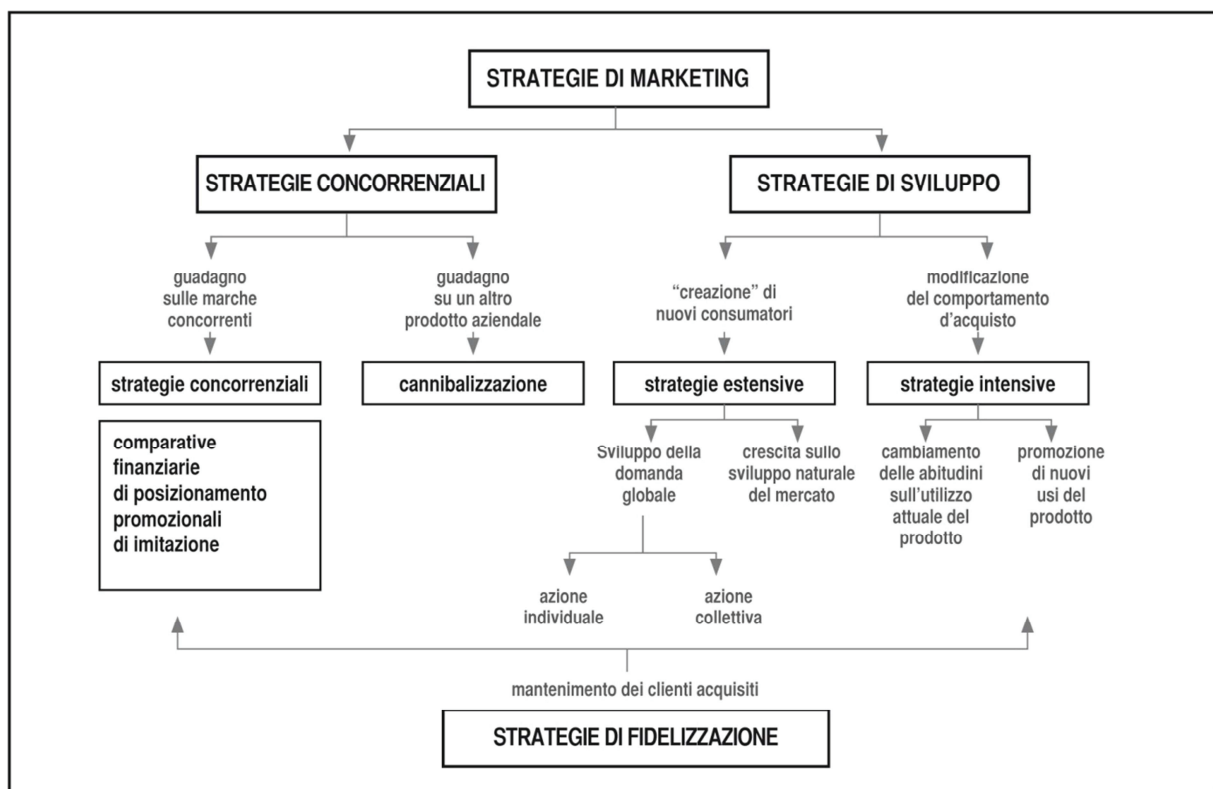 STRATEGIE DI MARKETING
STRATEGIE CONCORRENZIALI
STRATEGIE DI SVILUPPO
guadagno
sulle marche
concorrenti
guadagno
su un altro
prodotto aziendale
“creazione” di
nuovi consumatori
modificazione
del comportamento
d’acquisto
strategie concorrenziali
cannibalizzazione
strategie estensive
strategie intensive
comparative
finanziarie
di posizionamento
promozionali
di imitazione
Sviluppo della
domanda
globale
crescita sullo
sviluppo naturale
del mercato
cambiamento
delle abitudini
sull’utilizzo
attuale del
prodotto
promozione
di nuovi
usi del
prodotto
azione
individuale
azione
collettiva
mantenimento dei clienti acquisiti
STRATEGIE DI FIDELIZZAZIONE